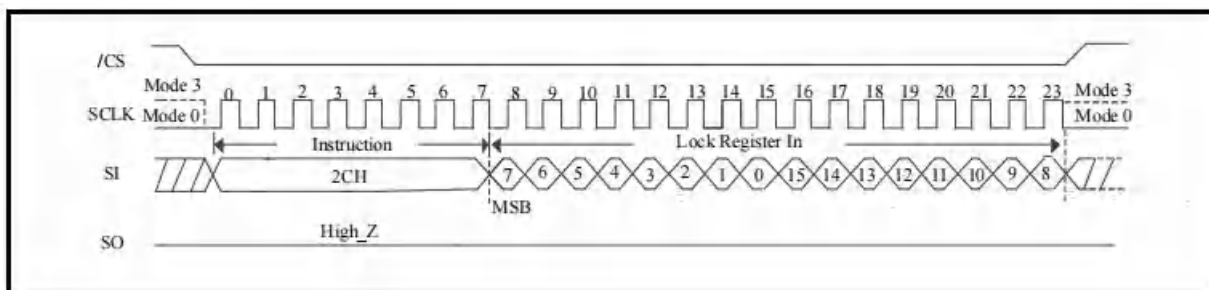 /CS
Mode 3 0 1 2 3 4 5 6 7 8 9 10 11 12 13 14 15 16 17 18 19 20 21 22 23 Mode 3
SCLK Mode 0 Mode 0
Instruction Lock Register In
SI 2CH 7 6 5 4 3 2 1 0 15 14 13 12 11 10 9 8
MSB
High_Z
SO